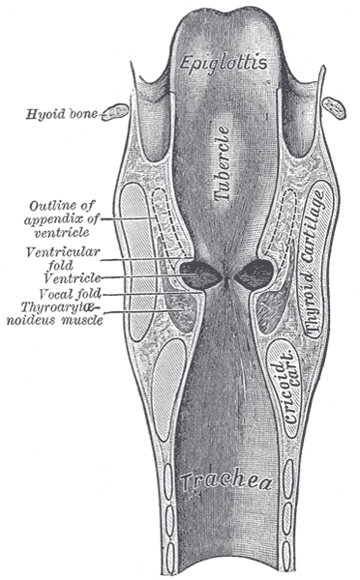 Epiglottis
Hyoid bone
Tubercle
Outline of
appendix of
ventricle
Ventricular
fold
Ventricle
Vocal fold
Thyroarytæ-
noideus muscle
Thyroid Cartilage
Cricoid
cart.
Trachea